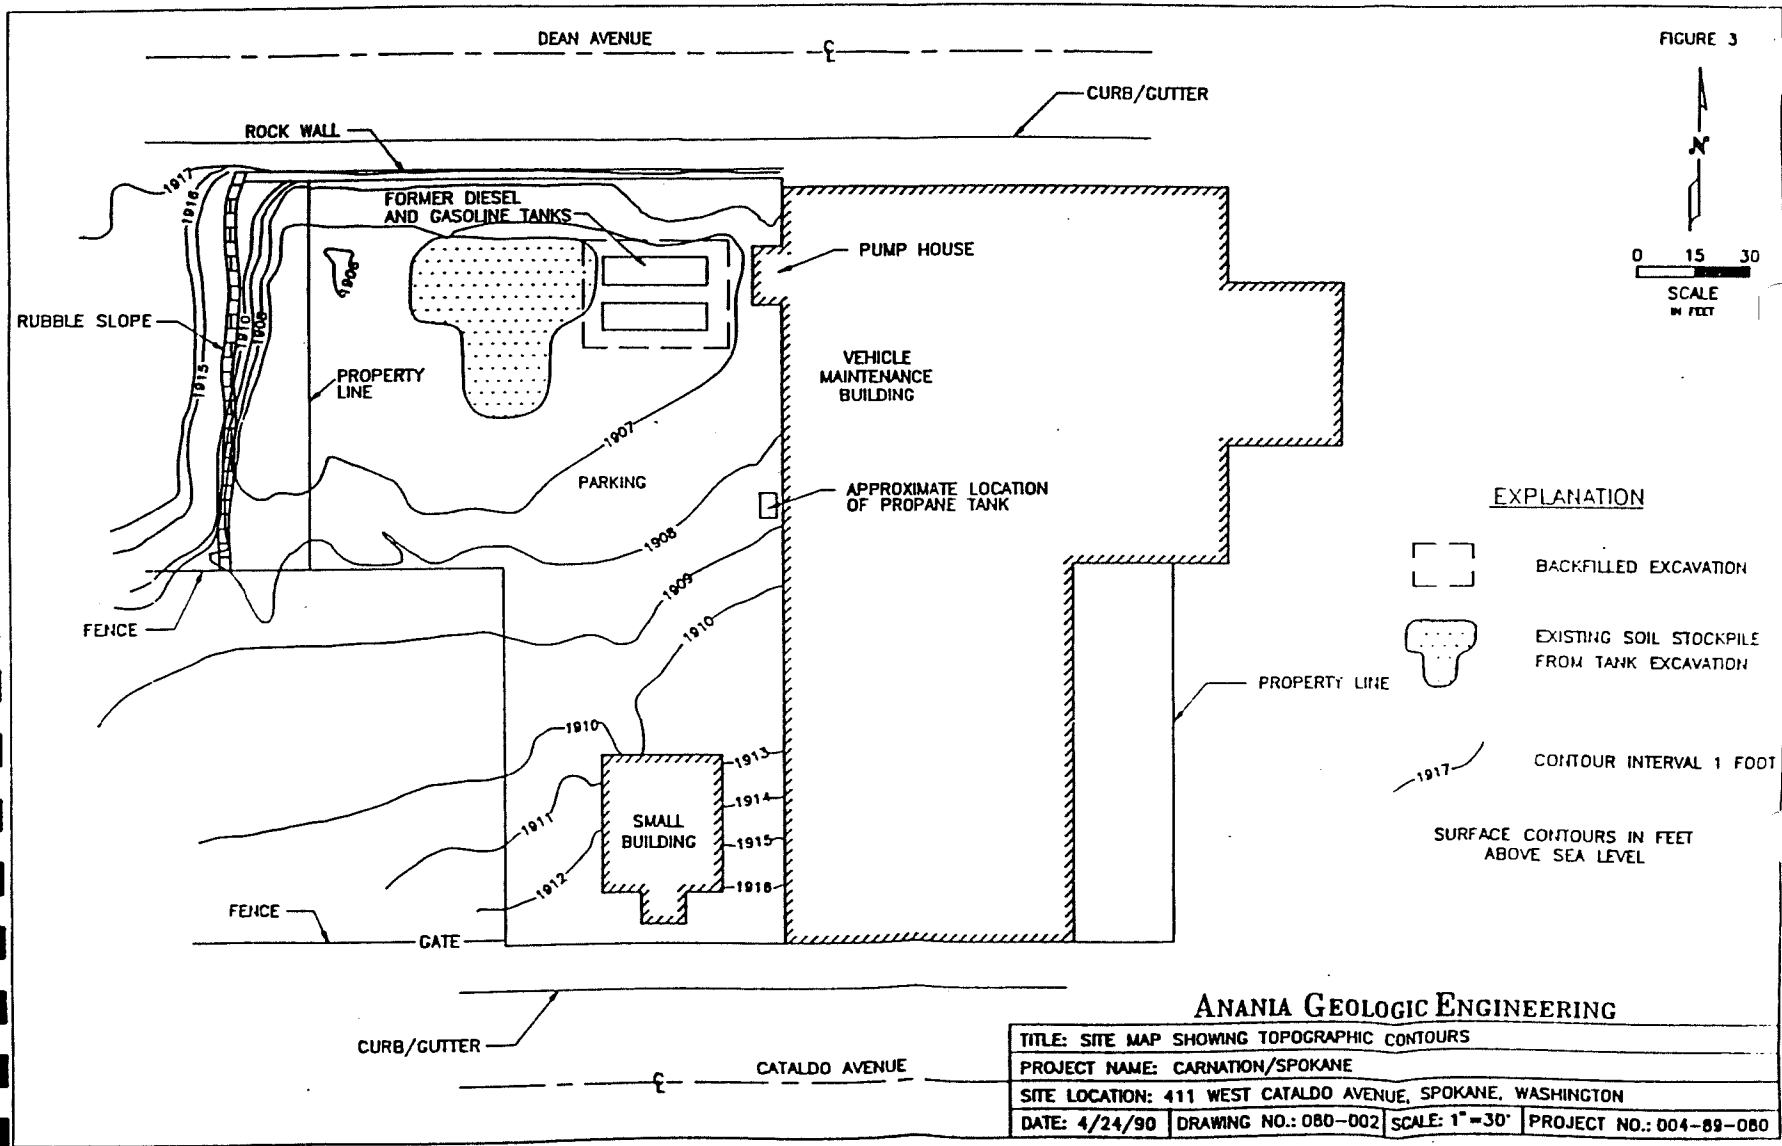 DEAN AVENUE
FIGURE 3
CURB/GUTTER
ROCK WALL
N
1917
FORMER DIESEL
AND GASOLINE TANKS
1916
PUMP HOUSE
0 15 30
SCALE
IN FEET
1906
RUBBLE SLOPE
1910
1908
1915
PROPERTY
LINE
VEHICLE
MAINTENANCE
BUILDING
1907
PARKING
APPROXIMATE LOCATION
OF PROPANE TANK
EXPLANATION
1908
BACKFILLED EXCAVATION
1909
FENCE
1910
EXISTING SOIL STOCKPILE
FROM TANK EXCAVATION
PROPERTY LINE
1910
1913
1917
CONTOUR INTERVAL 1 FOOT
1914
1911
SMALL
BUILDING
1915
SURFACE CONTOURS IN FEET
ABOVE SEA LEVEL
1912
1916
FENCE
GATE
CURB/GUTTER
CATALDO AVENUE
ANANIA GEOLOGIC ENGINEERING
TITLE: SITE MAP SHOWING TOPOGRAPHIC CONTOURS
PROJECT NAME: CARNATION/SPOKANE
SITE LOCATION: 411 WEST CATALDO AVENUE, SPOKANE, WASHINGTON
DATE: 4/24/90 DRAWING NO.: 080-002 SCALE: 1"=30' PROJECT NO.: 004-89-080